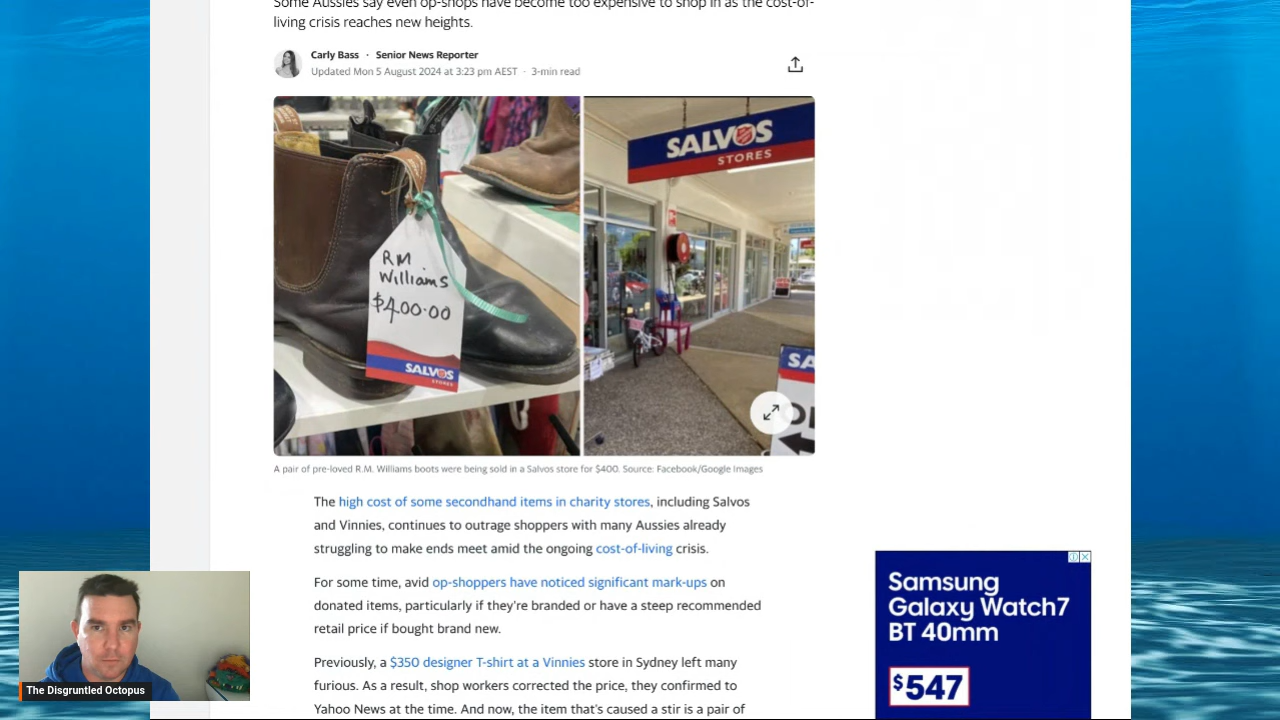 Some Aussies say even op-shops have become too expensive to shop in as the cost-of-
living crisis reaches new heights.
Carly Bass · Senior News Reporter
Updated Mon 5 August 2024 at 3:23 pm AEST · 3-min read
SALVOS
STORES
RM
Williams
$400.00
SALVOS
STORES
SA
A pair of pre-loved R.M. Williams boots were being sold in a Salvos store for $400. Source: Facebook/Google Images
The high cost of some secondhand items in charity stores, including Salvos
and Vinnies, continues to outrage shoppers with many Aussies already
struggling to make ends meet amid the ongoing cost-of-living crisis.
For some time, avid op-shoppers have noticed significant mark-ups on
donated items, particularly if they're branded or have a steep recommended
retail price if bought brand new.
Previously, a $350 designer T-shirt at a Vinnies store in Sydney left many
furious. As a result, shop workers corrected the price, they confirmed to
Yahoo News at the time. And now, the item that's caused a stir is a pair of
Samsung
Galaxy Watch7
BT 40mm
$547
The Disgruntled Octopus